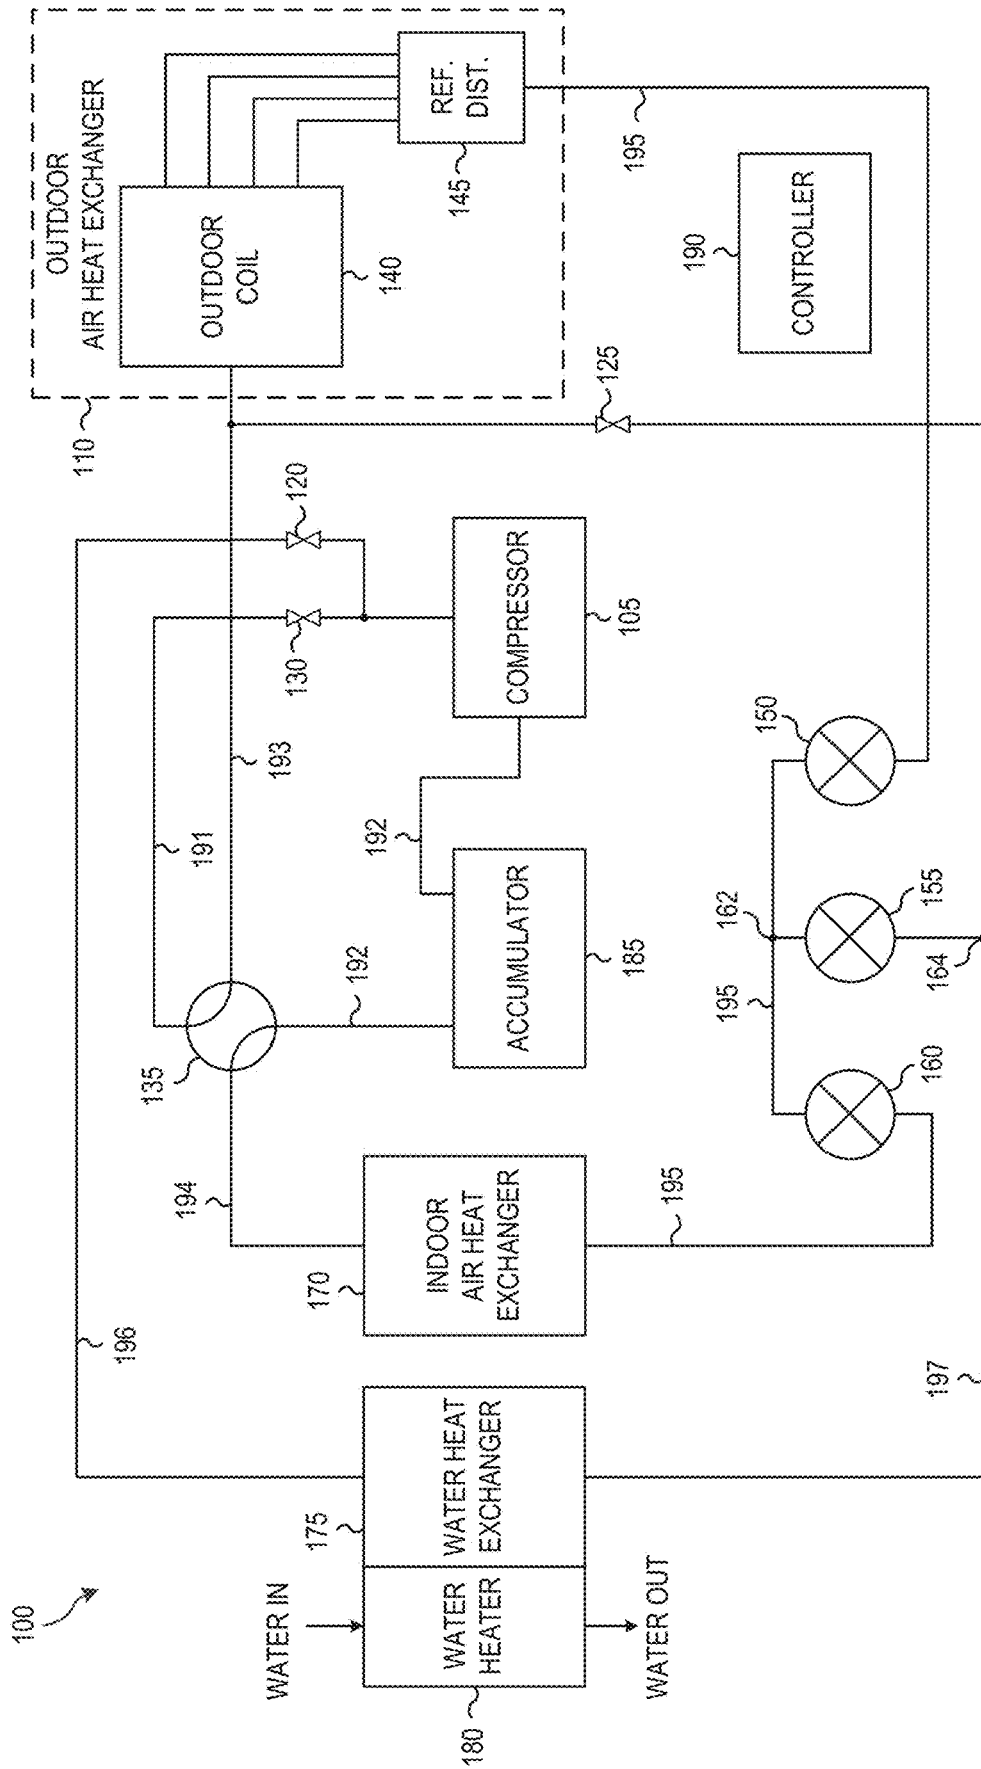 100
WATER IN
WATER
HEATER
180
WATER OUT
175
WATER HEAT
EXCHANGER
196
197
170
INDOOR
AIR HEAT
EXCHANGER
194
195
135
192
ACCUMULATOR
185
192
191
193
160
195
162
155
164
150
130
120
COMPRESSOR
105
110
125
OUTDOOR
AIR HEAT EXCHANGER
OUTDOOR
COIL
140
REF.
DIST.
145
195
190
CONTROLLER